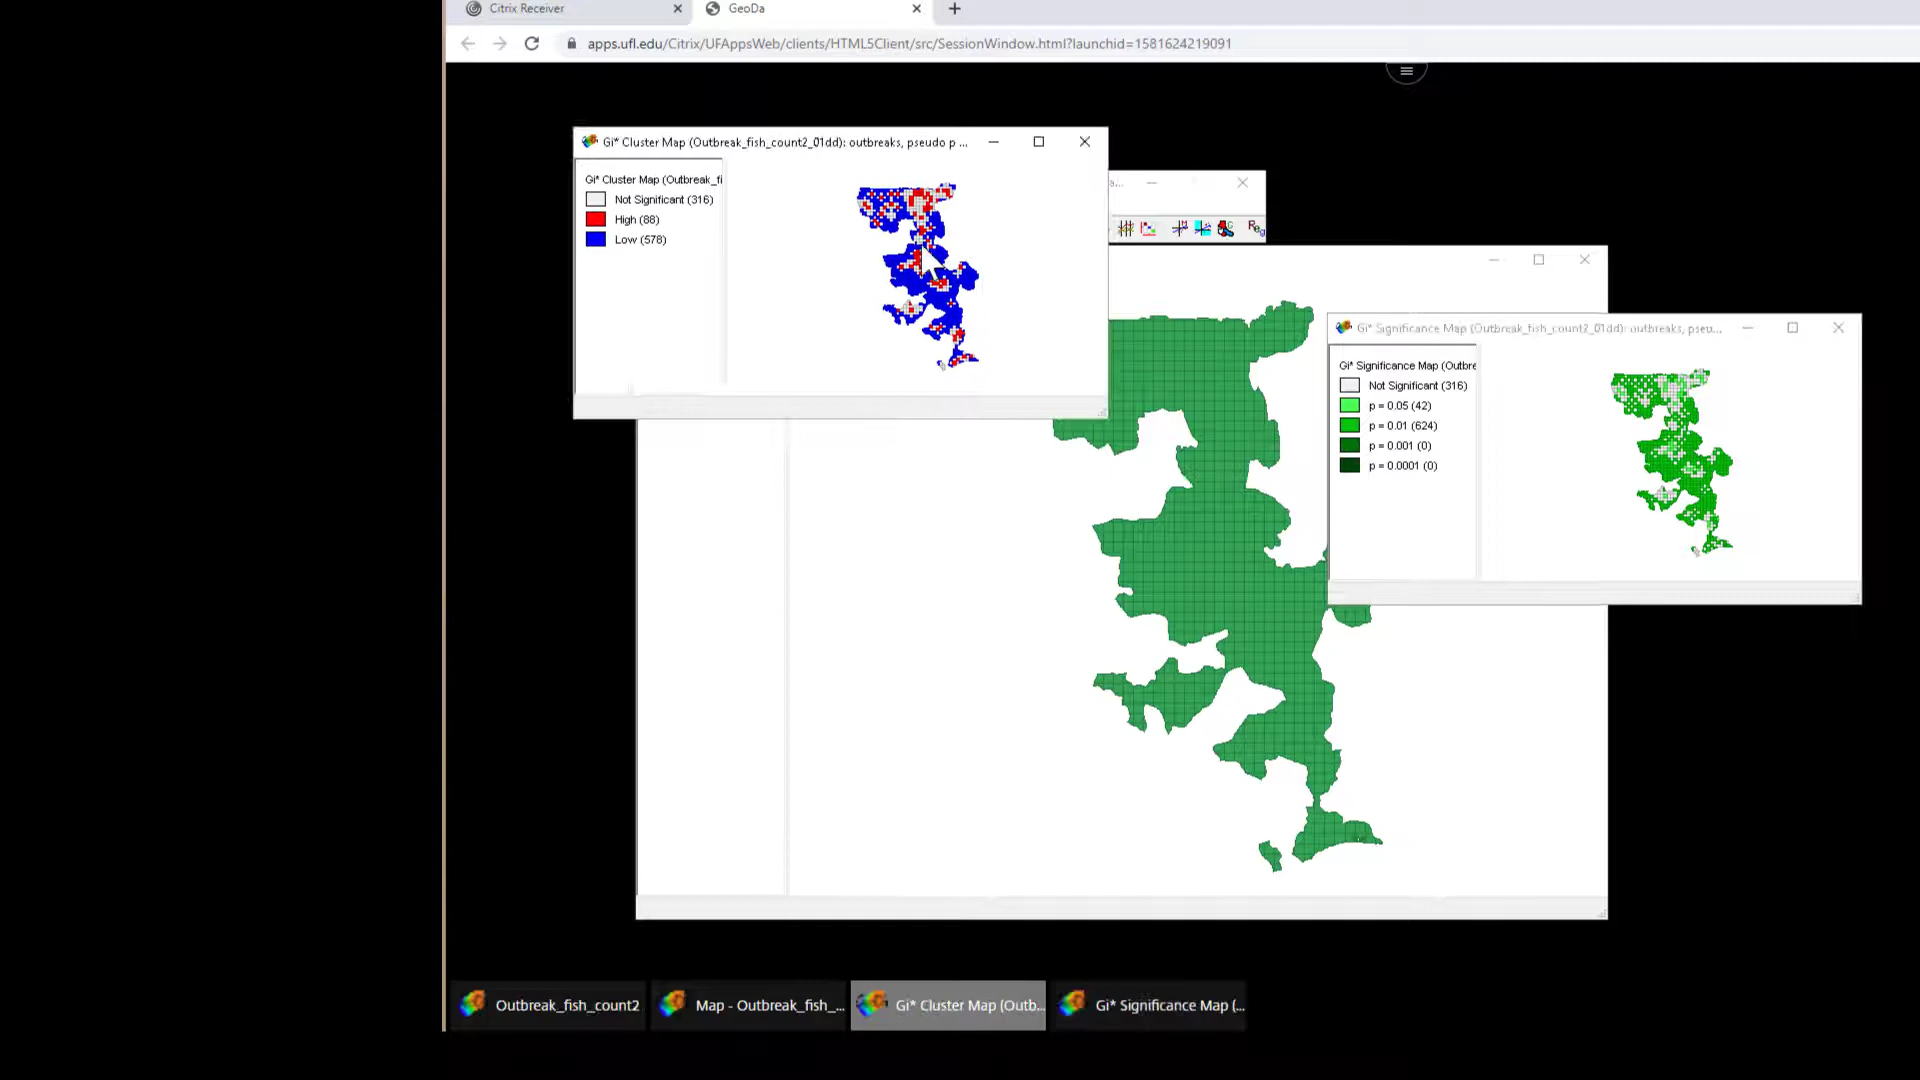 Citrix Receiver
GeoDa
apps.ufl.edu/Citrix/UFAppsWeb/clients/HTML5Client/src/SessionWindow.html?launchid=1581624219091
Gi* Cluster Map (Outbreak_fish_count2_01dd): outbreaks, pseudo p ...
a...
Gi* Cluster Map (Outbreak_fi
Not Significant (316)
High (88)
Low (578)
Reg
Gi* Significance Map (Outbreak_fish_count2_01dd): outbreaks, pseu...
Gi* Significance Map (Outbre
Not Significant (316)
p = 0.05 (42)
p = 0.01 (624)
p = 0.001 (0)
p = 0.0001 (0)
Outbreak_fish_count2
Map - Outbreak_fish_...
Gi* Cluster Map (Outb...
Gi* Significance Map (...